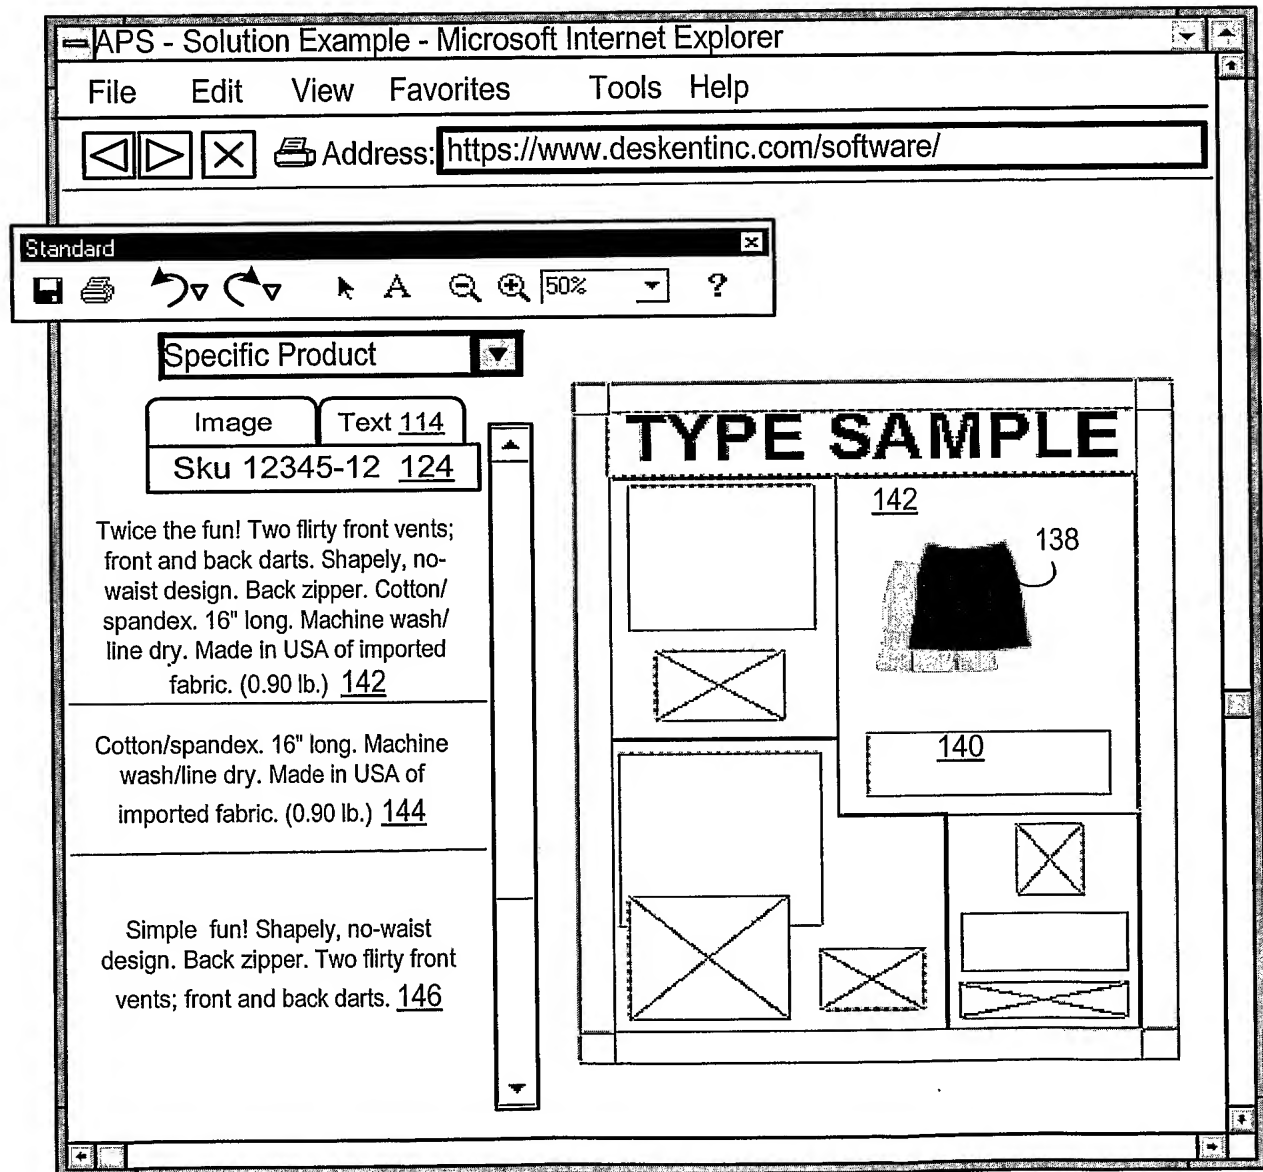 APS - Solution Example - Microsoft Internet Explorer
File Edit View Favorites Tools Help
Address: https://www.deskentinc.com/software/
Standard
A 50% ?
Specific Product
Image Text 114
Sku 12345-12 124
Twice the fun! Two flirty front vents;
front and back darts. Shapely, no-
waist design. Back zipper. Cotton/
spandex. 16" long. Machine wash/
line dry. Made in USA of imported
fabric. (0.90 lb.) 142
Cotton/spandex. 16" long. Machine
wash/line dry. Made in USA of
imported fabric. (0.90 lb.) 144
Simple fun! Shapely, no-waist
design. Back zipper. Two flirty front
vents; front and back darts. 146
TYPE SAMPLE
142
138
140